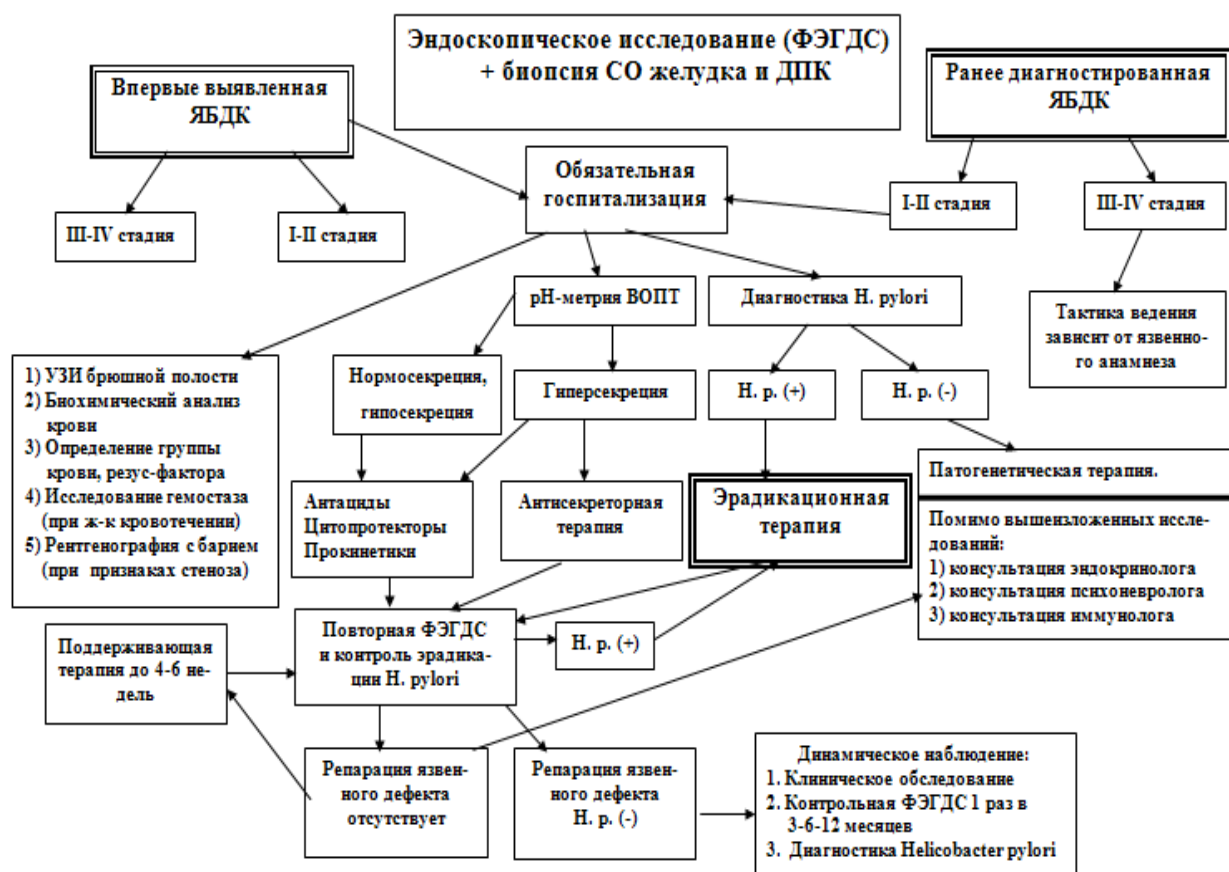 Эндоскопическое исследование (ФЭГДС)
+ биопсия СО желудка и ДПК
Впервые выявленная
ЯБДК
Ранее диагностированная
ЯБДК
Обязательная
госпитализация
III-IV стадия
I-II стадия
I-II стадия
III-IV стадия
рН-метрия ВОПТ
Диагностика H. pylori
Тактика ведения
зависит от язвенно-
го анамнеза
1) УЗИ брюшной полости
2) Биохимический анализ
крови
3) Определение группы
крови, резус-фактора
4) Исследование гемостаза
(при ж-к кровотечении)
5) Рентгенография с барием
(при признаках стеноза)
Нормосекреция,
гипосекреция
Гиперсекреция
Н. р. (+)
Н. р. (-)
Антациды
Цитопротекторы
Прокинетики
Антисекреторная
терапия
Эрадикационная
терапия
Патогенетическая терапия.
Помимо вышеизложенных иссле-
дований:
1) консультация эндокринолога
2) консультация психоневролога
3) консультация иммунолога
Поддерживающая
терапия до 4-6 не-
дель
Повторная ФЭГДС
и контроль эрадика-
ции H. pylori
Н. р. (+)
Репарация язвен-
ного дефекта
отсутствует
Репарация язвен-
ного дефекта
Н. р. (-)
Динамическое наблюдение:
1. Клиническое обследование
2. Контрольная ФЭГДС 1 раз в
3-6-12 месяцев
3. Диагностика Helicobacter pylori